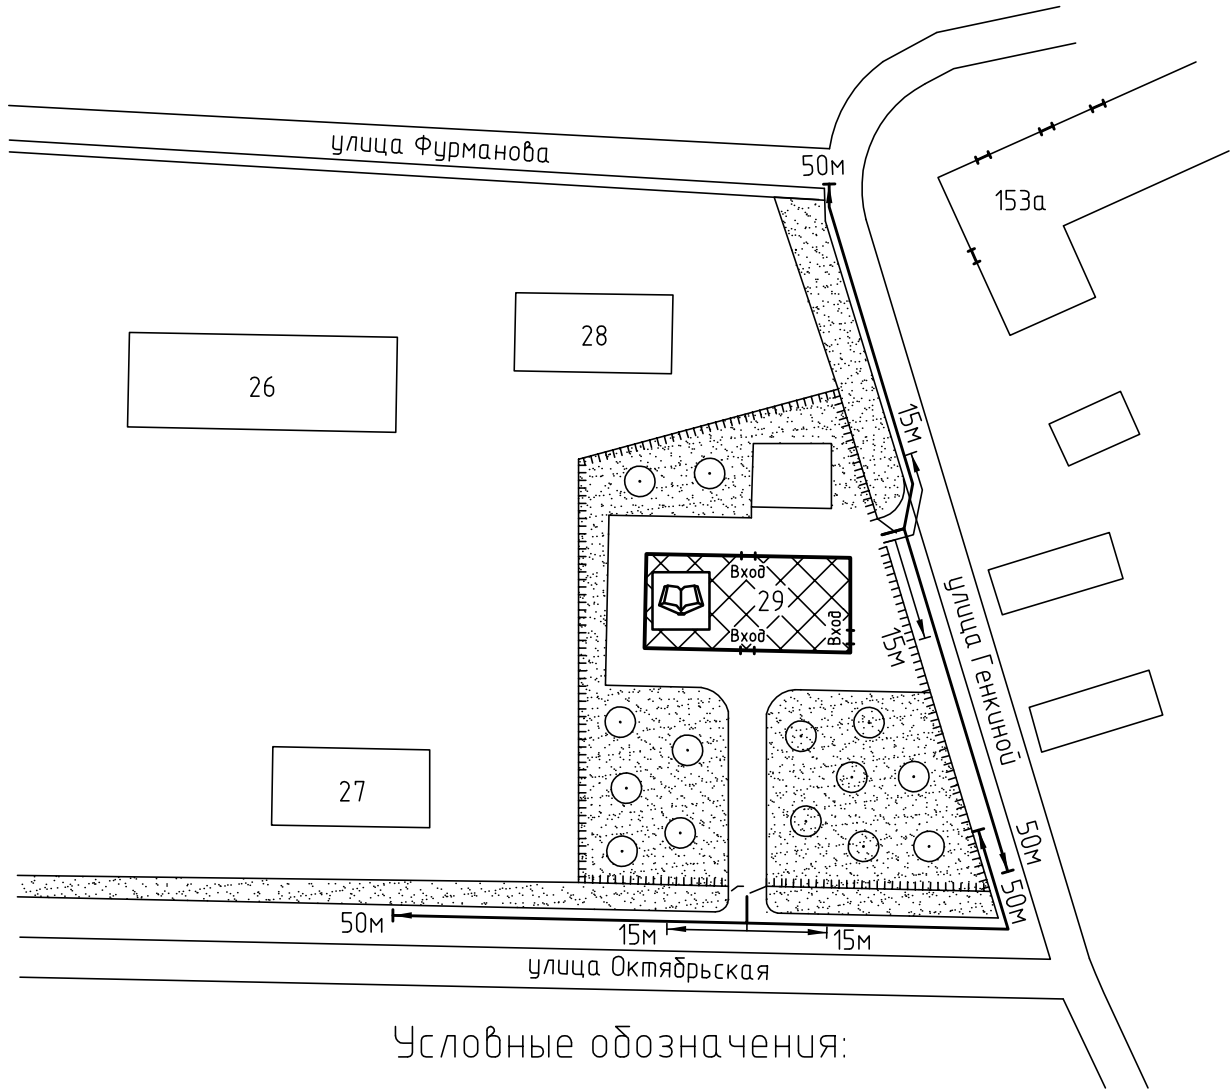 улица Фурманова
50м
153а
28
26
15м
Вход
29
Вход
Вход
15м
улица Генкиной
27
50м
50м
50м
15м
15м
улица Октябрьская
Условные обозначения: